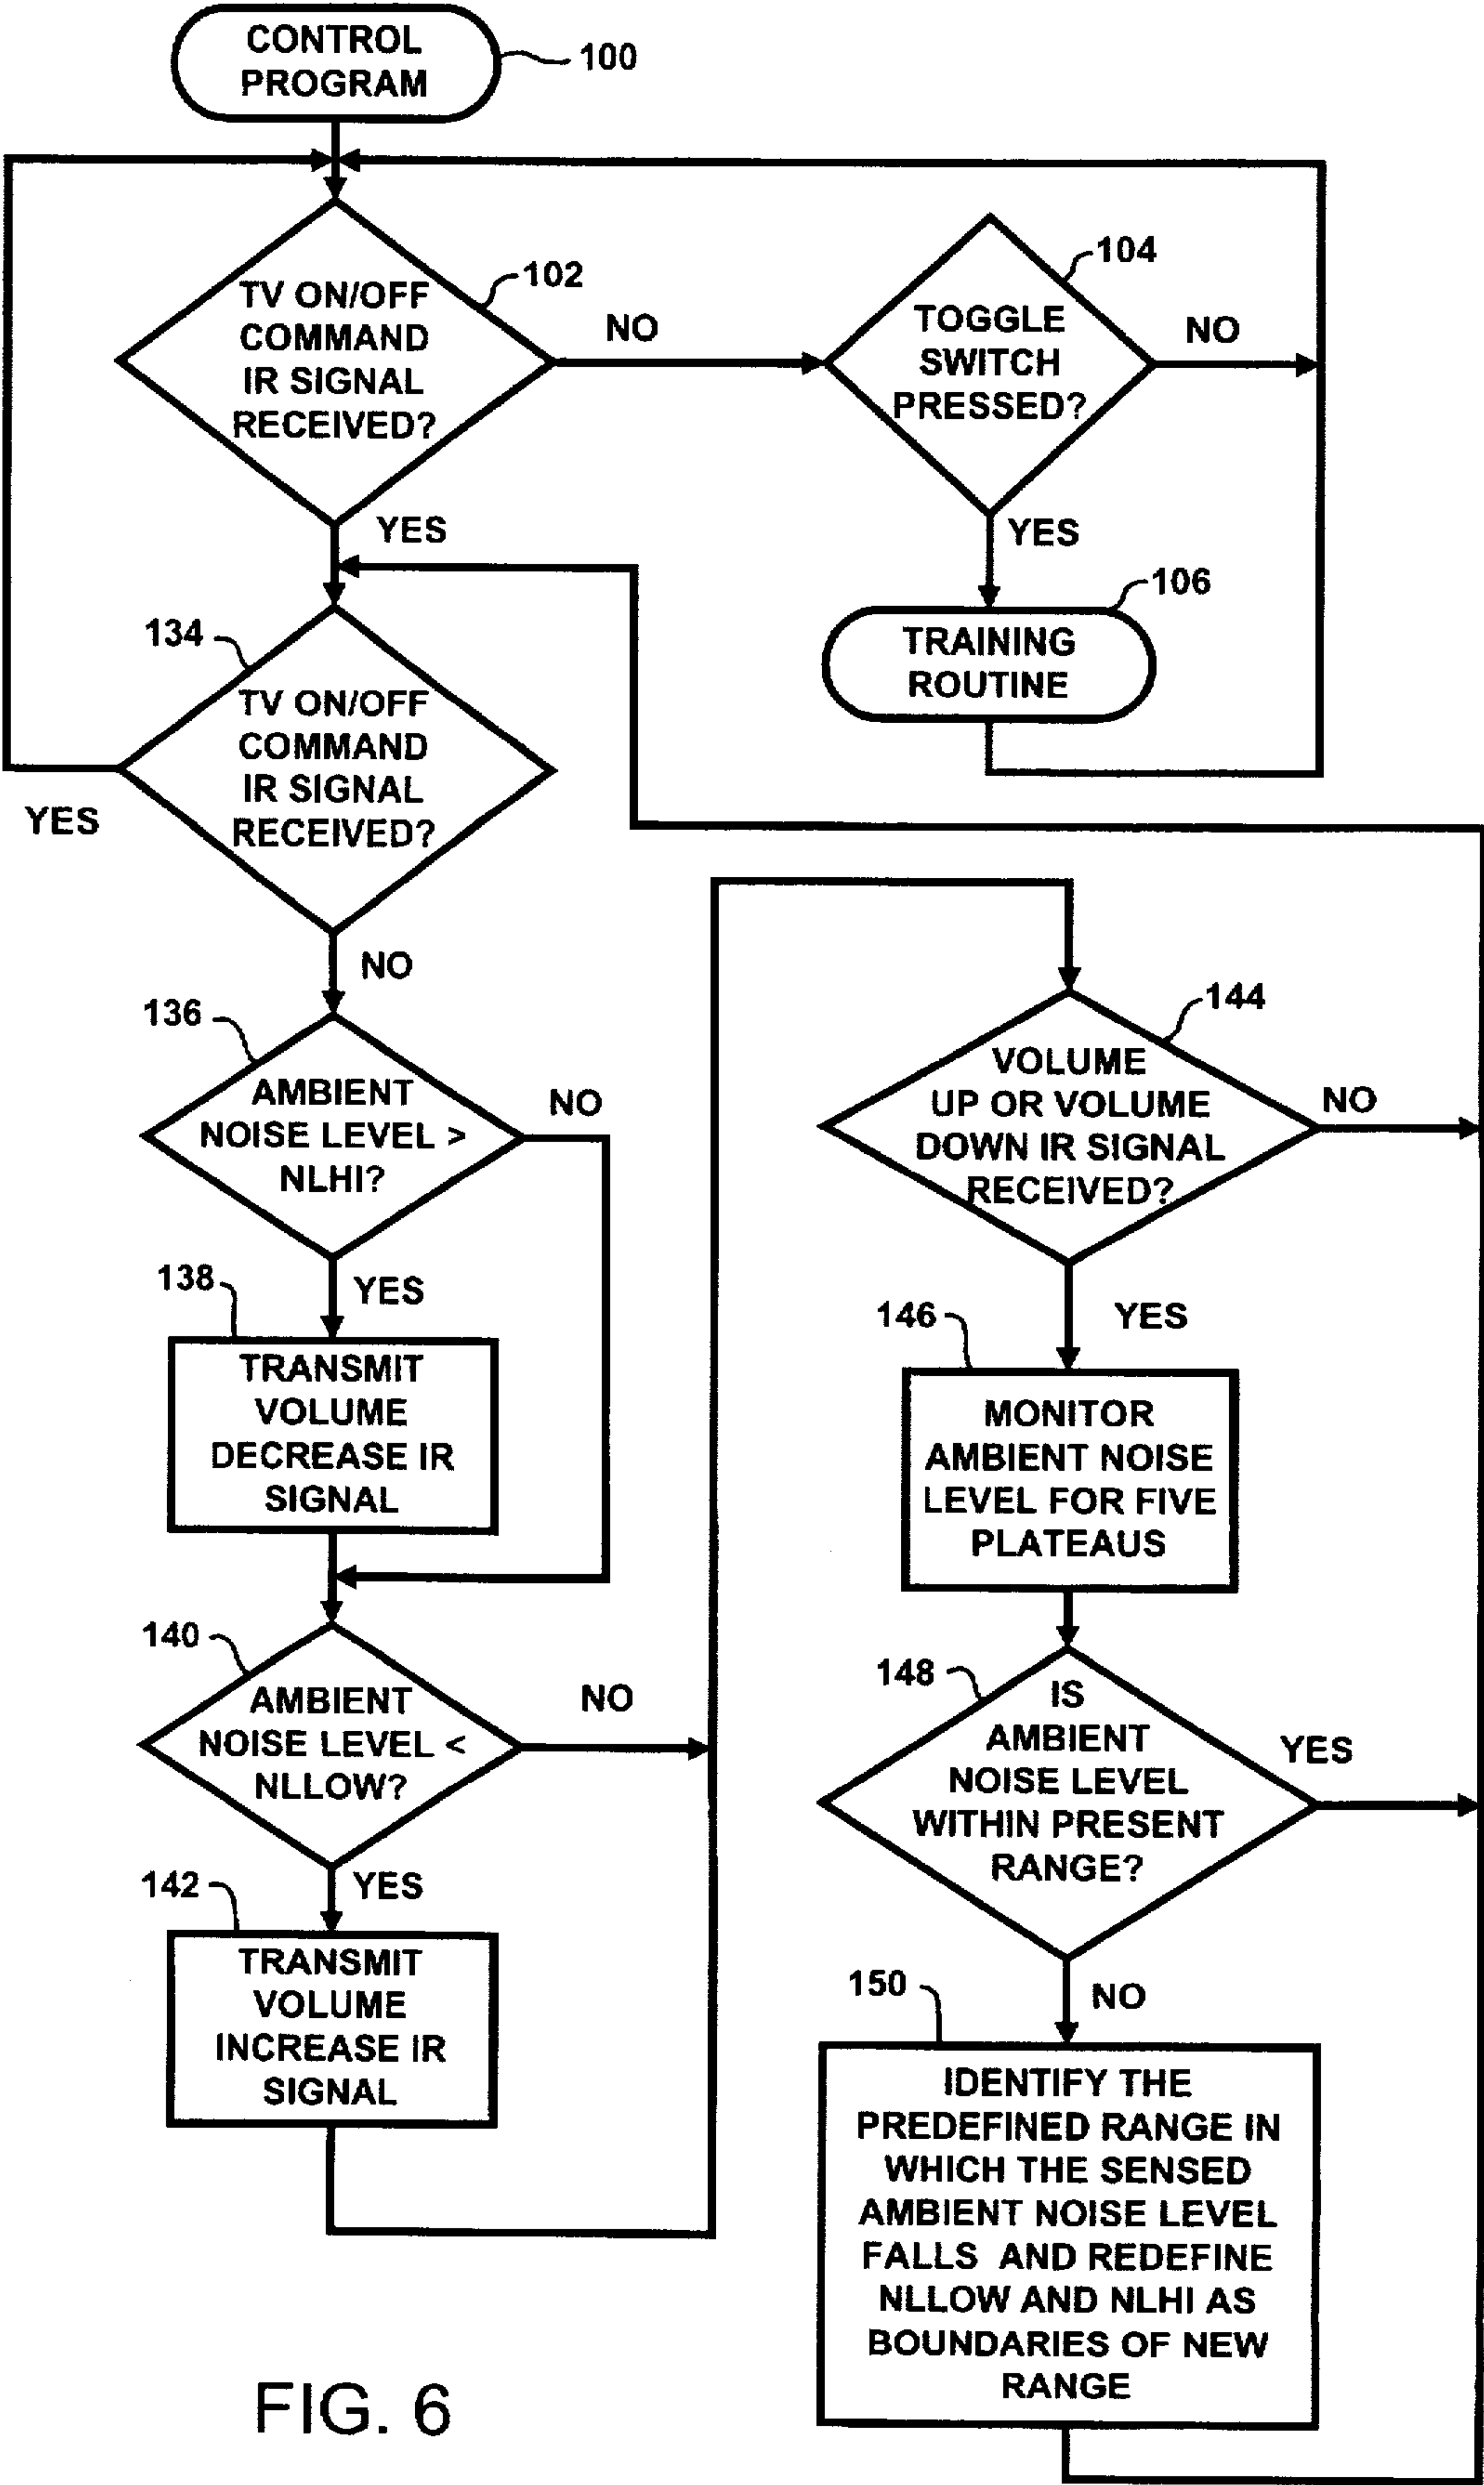 CONTROL
PROGRAM
100
TV ON/OFF
COMMAND
IR SIGNAL
RECEIVED?
102
NO
TOGGLE
SWITCH
PRESSED?
104
NO
YES
YES
TRAINING
ROUTINE
106
134
TV ON/OFF
COMMAND
IR SIGNAL
RECEIVED?
YES
NO
136
AMBIENT
NOISE LEVEL >
NLHI?
NO
YES
138
TRANSMIT
VOLUME
DECREASE IR
SIGNAL
140
AMBIENT
NOISE LEVEL <
NLLOW?
NO
YES
142
TRANSMIT
VOLUME
INCREASE IR
SIGNAL
144
VOLUME
UP OR VOLUME
DOWN IR SIGNAL
RECEIVED?
NO
YES
146
MONITOR
AMBIENT NOISE
LEVEL FOR FIVE
PLATEAUS
148
IS
AMBIENT
NOISE LEVEL
WITHIN PRESENT
RANGE?
YES
NO
150
IDENTIFY THE
PREDEFINED RANGE IN
WHICH THE SENSED
AMBIENT NOISE LEVEL
FALLS AND REDEFINE
NLLOW AND NLHI AS
BOUNDARIES OF NEW
RANGE
FIG. 6